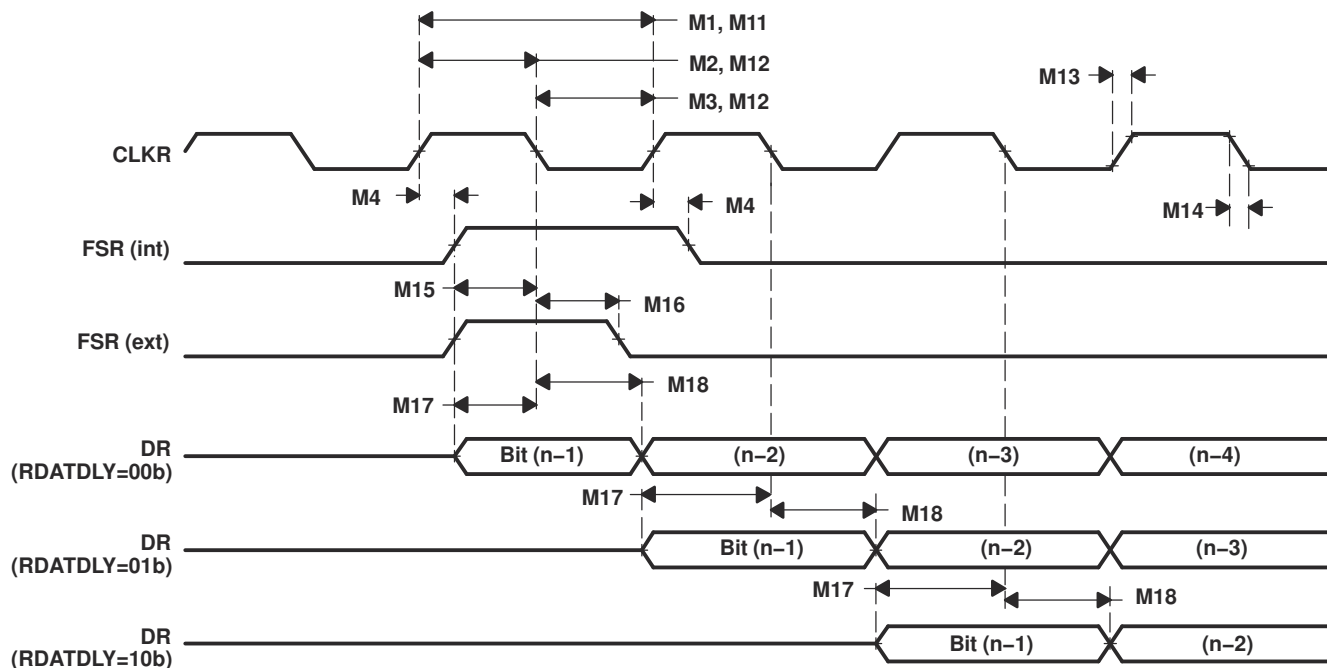 M1, M11
M2, M12
M3, M12
M13
CLKR
M4
M4
M14
FSR (int)
M15
M16
FSR (ext)
M18
M17
DR
(RDATDLY=00b)
Bit (n−1)
(n−2)
(n−3)
(n−4)
M17
M18
DR
(RDATDLY=01b)
Bit (n−1)
(n−2)
(n−3)
M17
M18
DR
(RDATDLY=10b)
Bit (n−1)
(n−2)